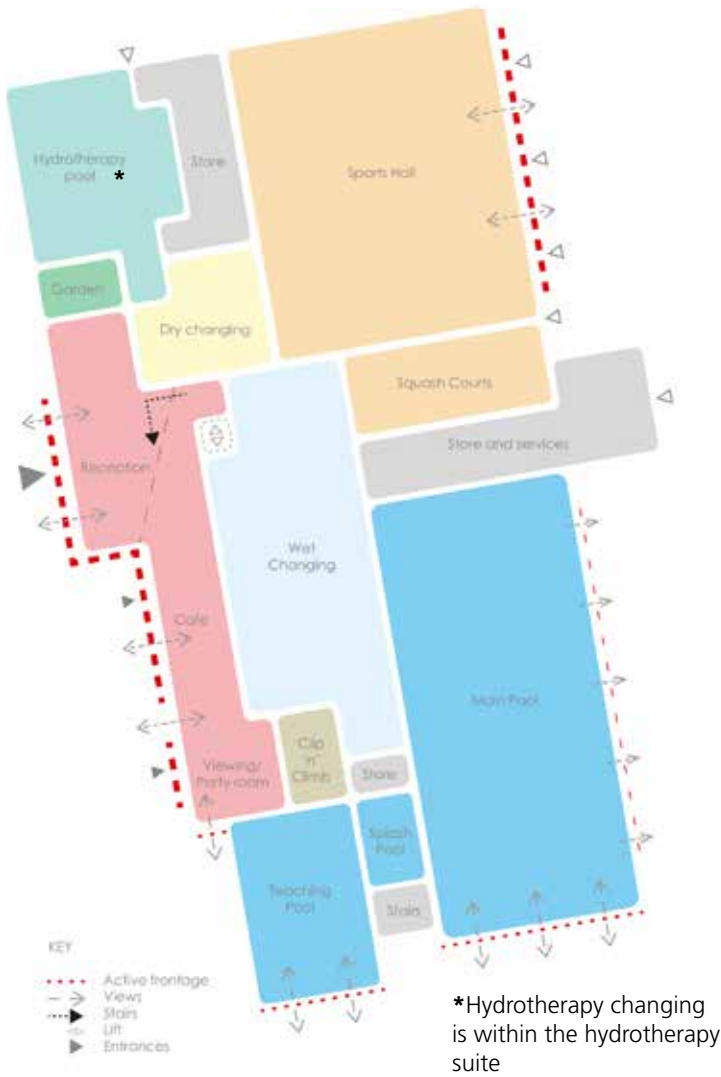 Hydrotherapy
pool *
Store
Sports Hall
Garden
Dry changing
Squash Courts
Store and services
Reception
Wet
Changing
Cafe
Main Pool
Viewing/
Party room
Clip
'n'
Climb
Store
Splash
Pool
Teaching
Pool
Stairs
KEY
Active frontage
Views
Stairs
Lift
Entrances
*Hydrotherapy changing
is within the hydrotherapy
suite